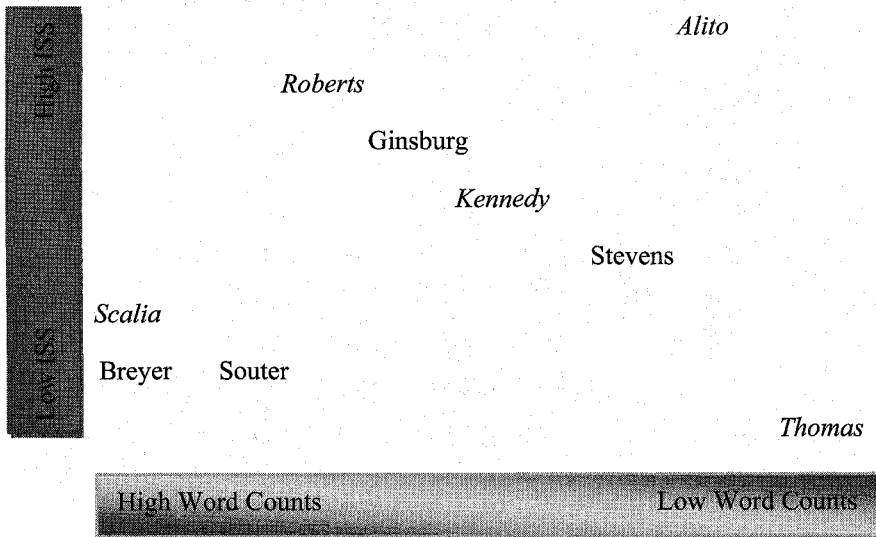 High ISS
Alito
Roberts
Ginsburg
Kennedy
Stevens
Scalia
Low ISS
Breyer Souter
Thomas
High Word Counts Low Word Counts